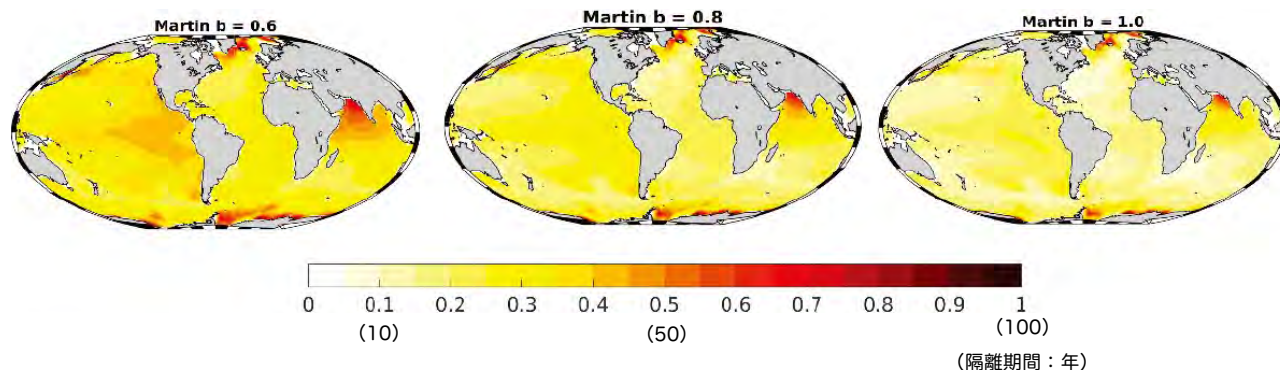 Martin b = 0.6
Martin b = 0.8
Martin b = 1.0
0 0.1 0.2 0.3 0.4 0.5 0.6 0.7 0.8 0.9 1
(10) (50) (100)
(隔離期間:年)